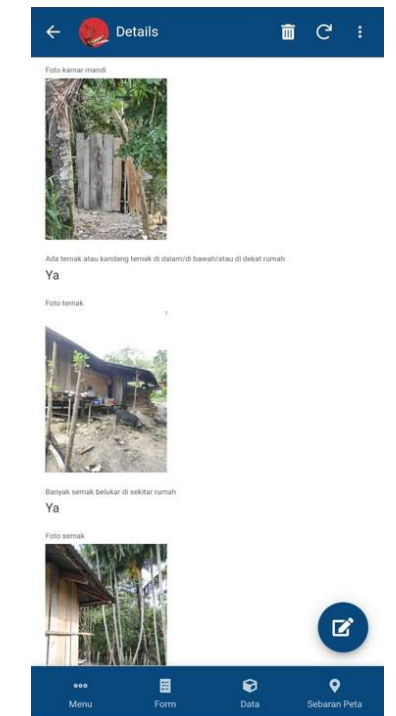 Details
Foto kamar mandi
Ada ternak atau kandang ternak di dalam/di bawah/atau di dekat rumah
Ya
Foto ternak
Banyak semak belukar di sekitar rumah
Ya
Foto semak
Menu
Form
Data
Sebaran Peta